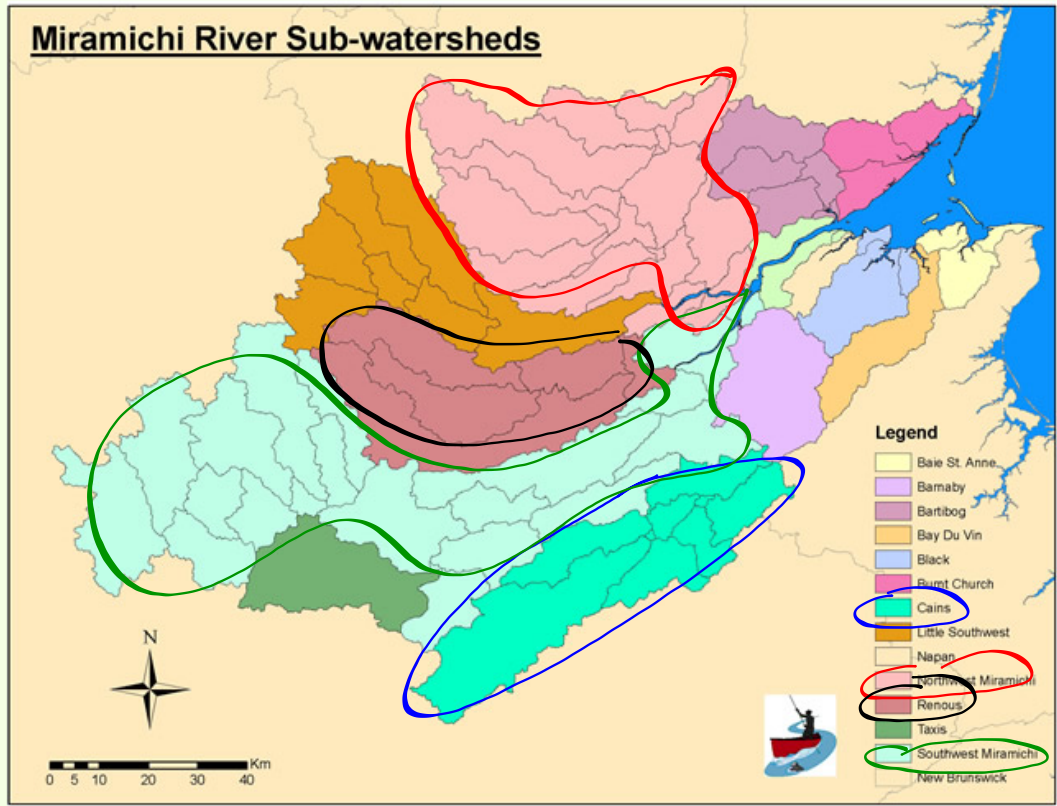 Miramichi River Sub-watersheds
Legend
Baie St. Anne
Barnaby
Bartibog
Bay Du Vin
Black
Burnt Church
Cains
Little Southwest
Napan
Northwest Miramichi
Renous
Taxis
Southwest Miramichi
New Brunswick
N
Km
0 5 10 20 30 40